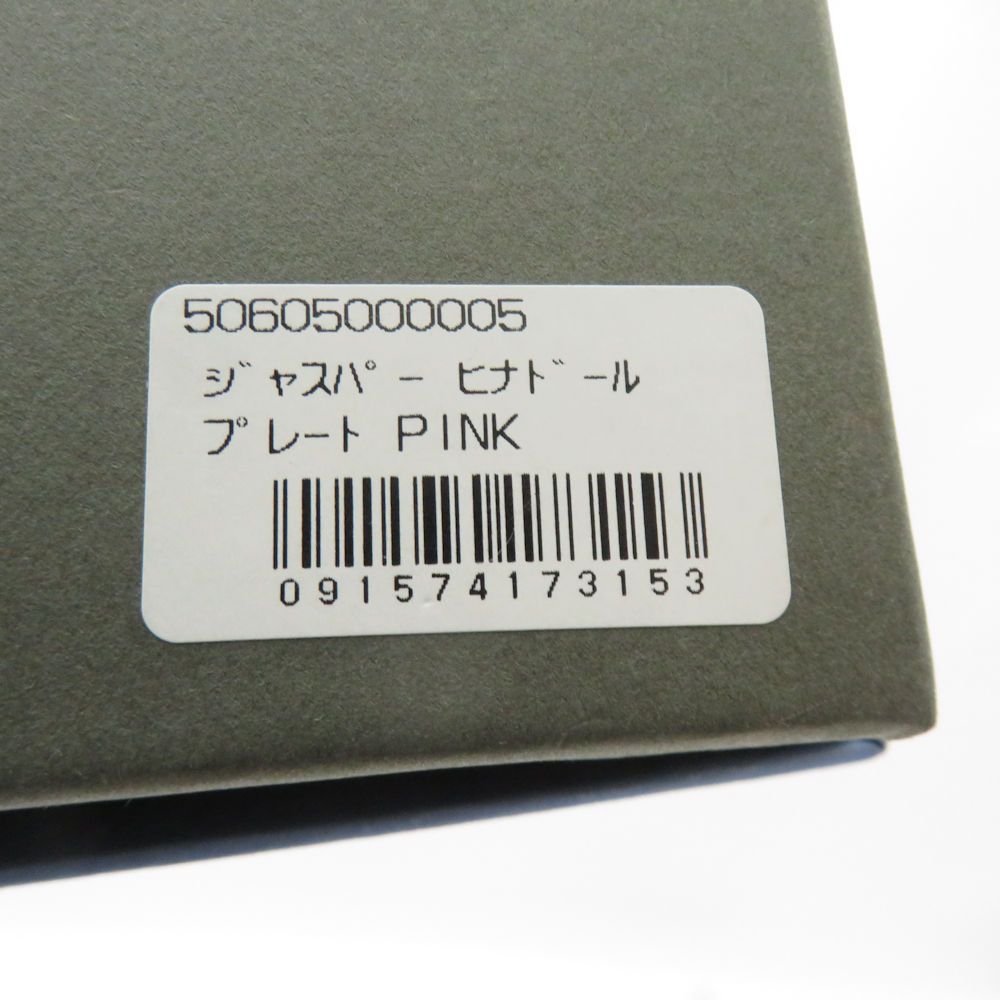 50605000005
ｼﾞｬｽﾊﾟｰ ﾋﾅﾄﾞｰﾙ
ﾌﾟﾚｰﾄ PINK
091574173153